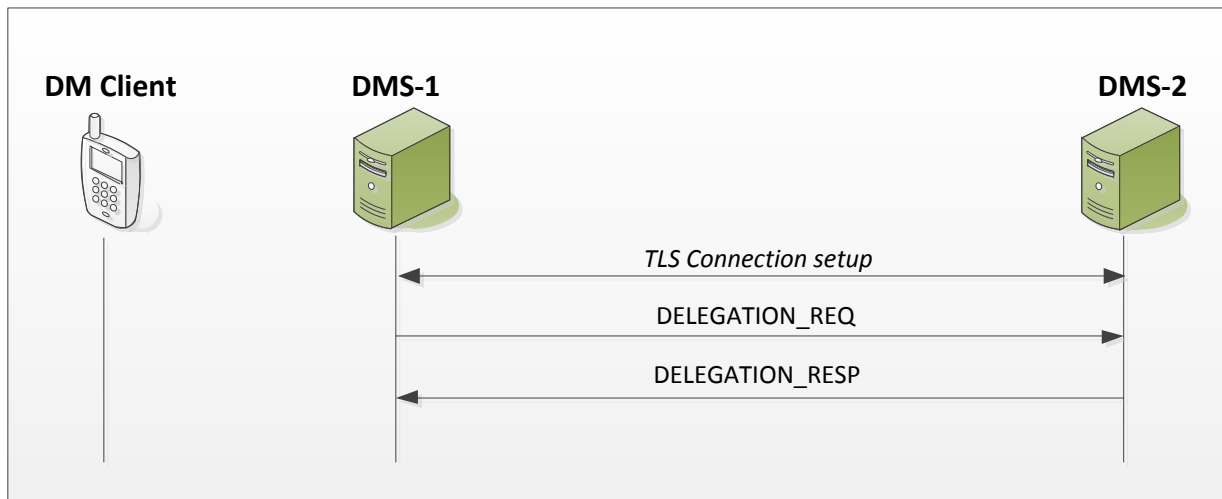 DM Client
DMS-1
DMS-2
TLS Connection setup
DELEGATION_REQ
DELEGATION_RESP